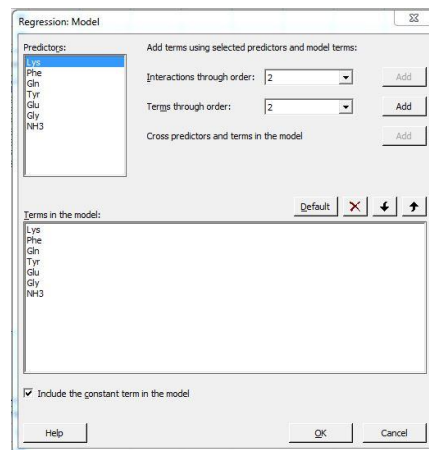 Regression: Model
Predictors:
Lys
Phe
Gln
Tyr
Glu
Gly
NH3
Add terms using selected predictors and model terms:
Interactions through order: 2 Add
Terms through order: 2 Add
Cross predictors and terms in the model Add
Default
Terms in the model:
Lys
Phe
Gln
Tyr
Glu
Gly
NH3
Include the constant term in the model
Help OK Cancel